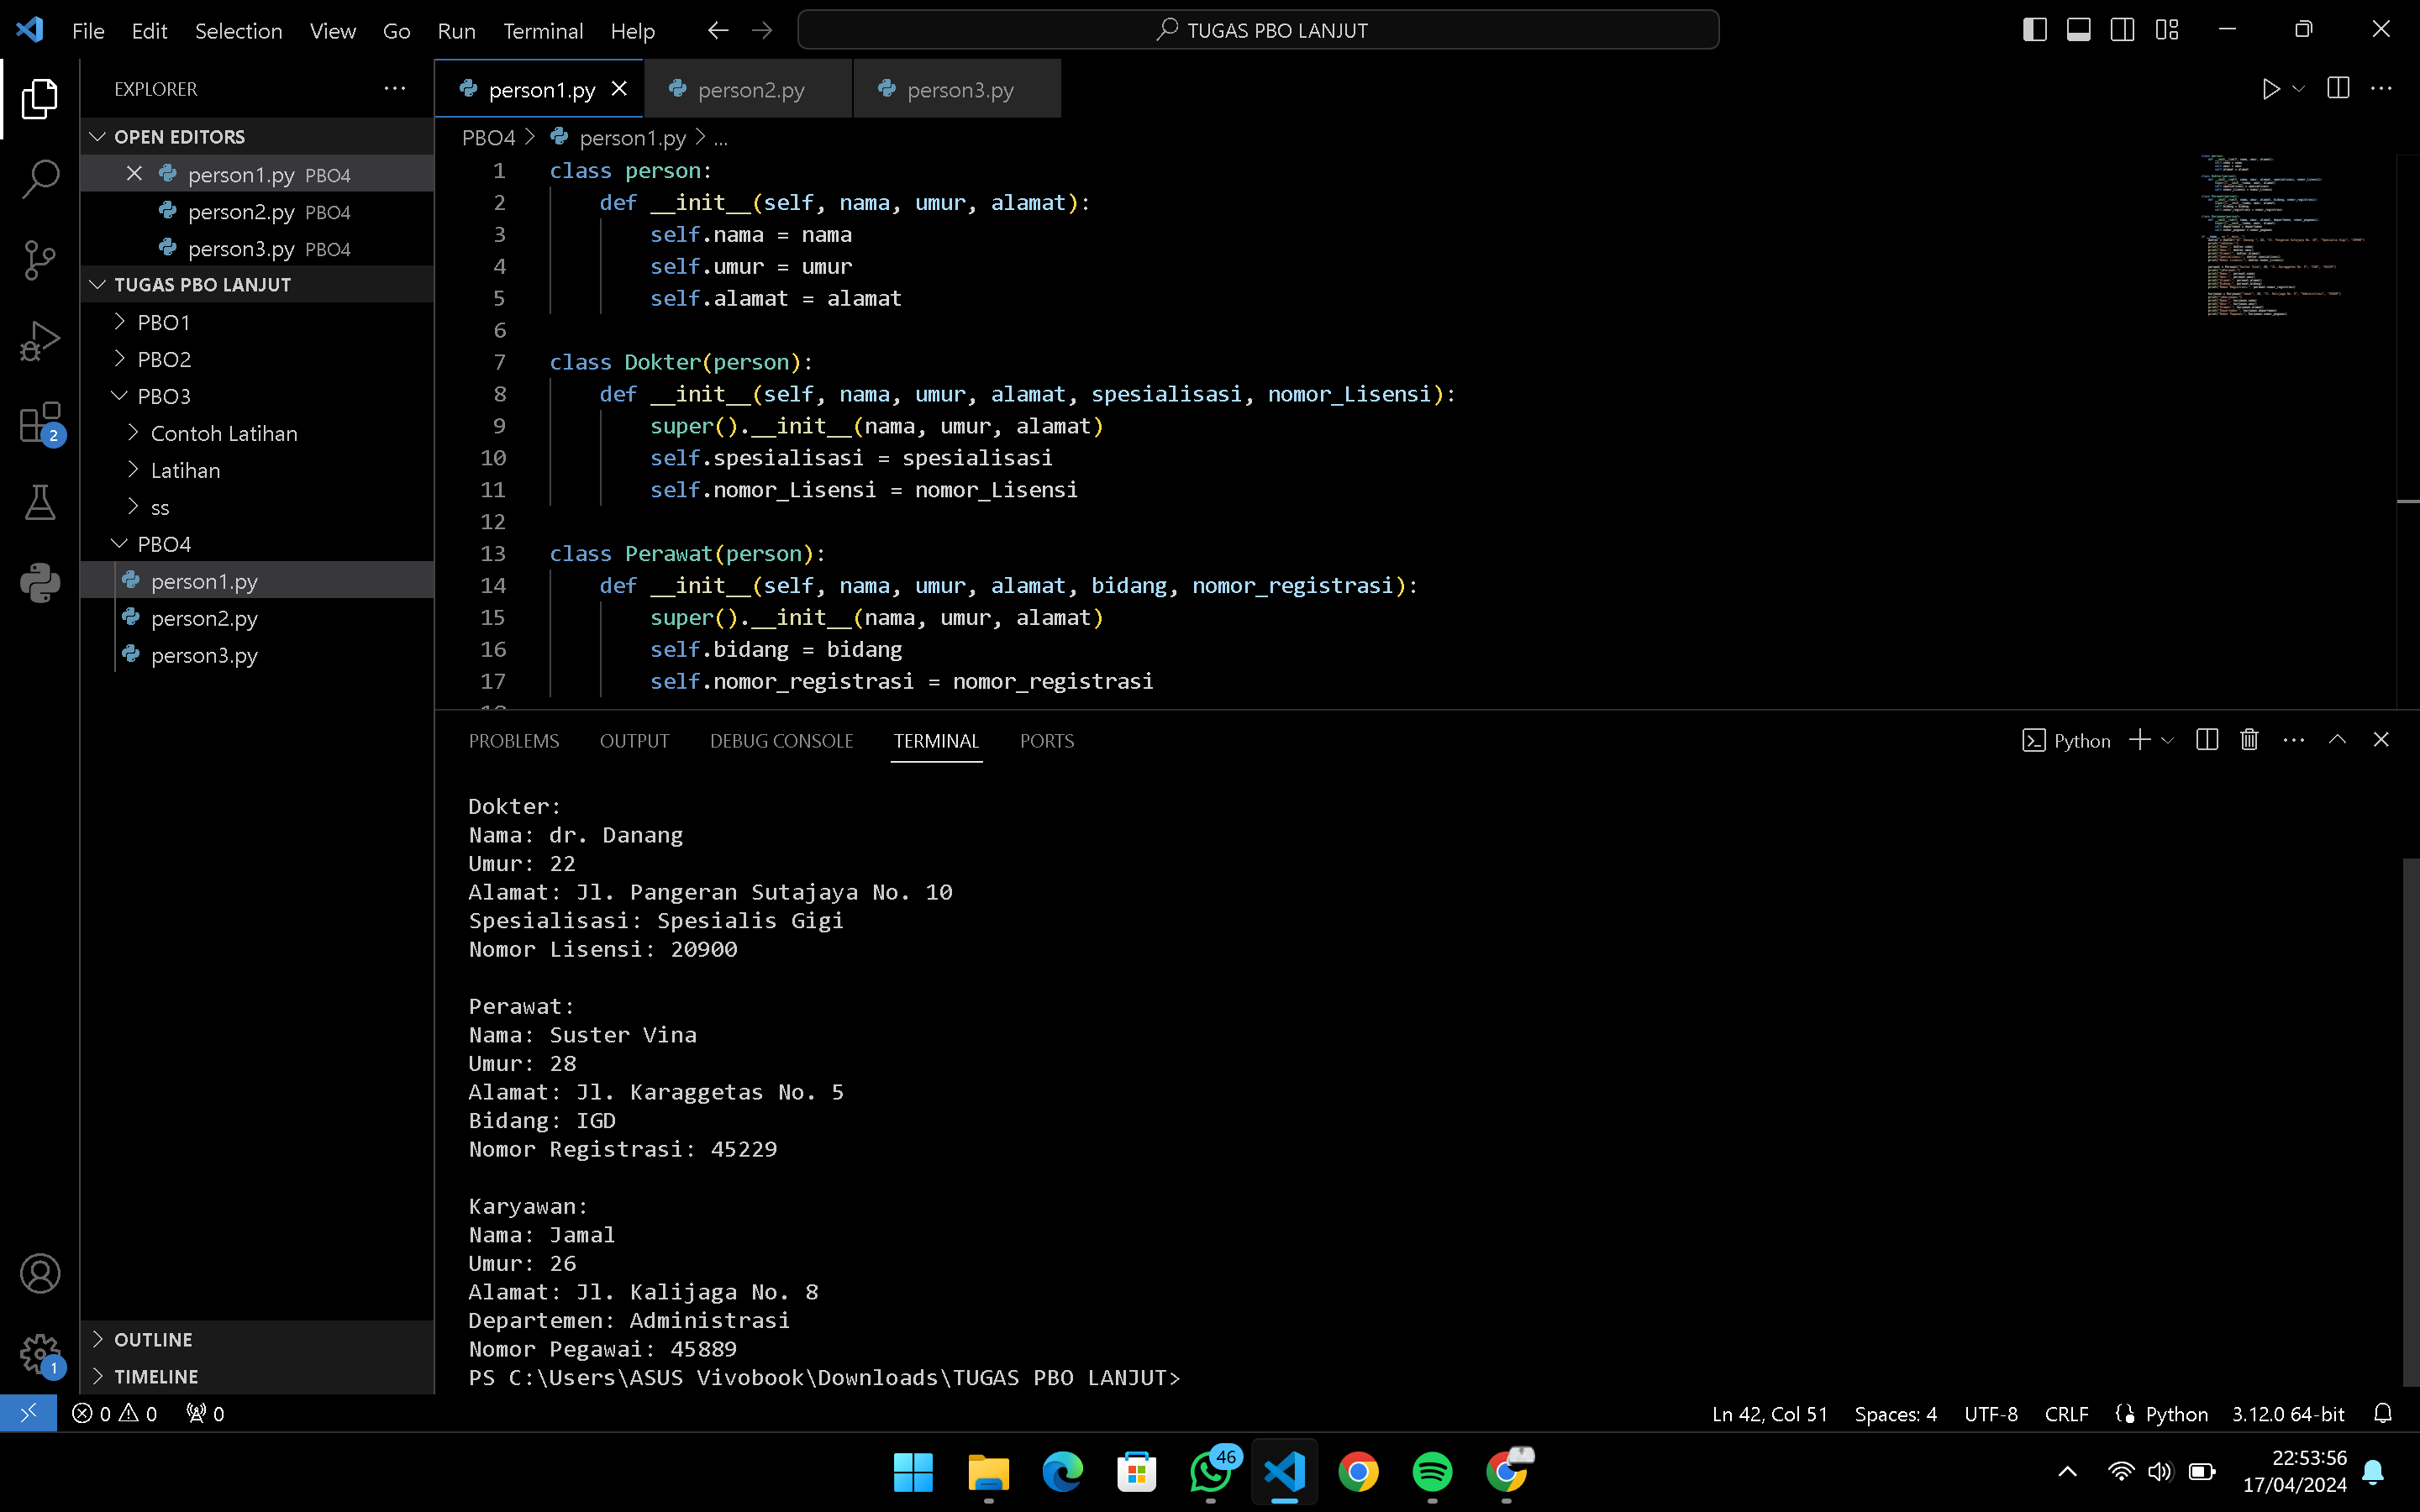 File Edit Selection View Go Run Terminal Help
TUGAS PBO LANJUT
EXPLORER
OPEN EDITORS
person1.py PBO4
person2.py PBO4
person3.py PBO4
TUGAS PBO LANJUT
PBO1
PBO2
PBO3
Contoh Latihan
Latihan
ss
PBO4
person1.py
person2.py
person3.py
OUTLINE
TIMELINE
2
1
person1.py person2.py person3.py
PBO4 > person1.py > ...
1 class person:
2 def __init__(self, nama, umur, alamat):
3 self.nama = nama
4 self.umur = umur
5 self.alamat = alamat
6
7 class Dokter(person):
8 def __init__(self, nama, umur, alamat, spesialisasi, nomor_Lisensi):
9 super().__init__(nama, umur, alamat)
10 self.spesialisasi = spesialisasi
11 self.nomor_Lisensi = nomor_Lisensi
12
13 class Perawat(person):
14 def __init__(self, nama, umur, alamat, bidang, nomor_registrasi):
15 super().__init__(nama, umur, alamat)
16 self.bidang = bidang
17 self.nomor_registrasi = nomor_registrasi
PROBLEMS OUTPUT DEBUG CONSOLE TERMINAL PORTS
Python
Dokter:
Nama: dr. Danang
Umur: 22
Alamat: Jl. Pangeran Sutajaya No. 10
Spesialisasi: Spesialis Gigi
Nomor Lisensi: 20900
Perawat:
Nama: Suster Vina
Umur: 28
Alamat: Jl. Karaggetas No. 5
Bidang: IGD
Nomor Registrasi: 45229
Karyawan:
Nama: Jamal
Umur: 26
Alamat: Jl. Kalijaga No. 8
Departemen: Administrasi
Nomor Pegawai: 45889
PS C:\Users\ASUS Vivobook\Downloads\TUGAS PBO LANJUT>
0 0 0
Ln 42, Col 51 Spaces: 4 UTF-8 CRLF Python 3.12.0 64-bit
46
22:53:56
17/04/2024